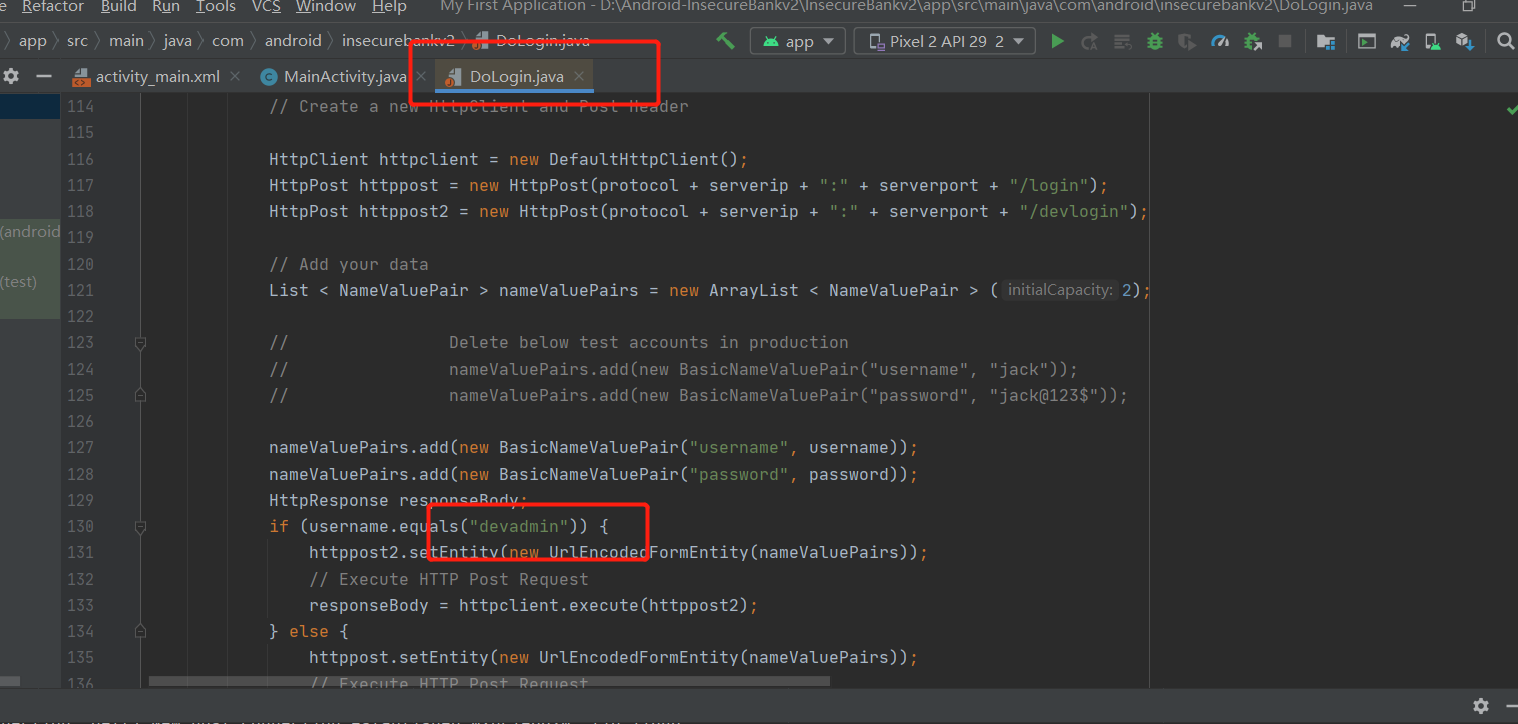 Refactor Build Run Tools VCS Window Help My First Application - D:\Android-InsecureBankv2\InsecureBankv2\app\src\main\java\com\android\insecurebankv2\DoLogin.java
app src main java com android insecurebankv2 DoLogin.java app Pixel 2 API 29 2
activity_main.xml MainActivity.java DoLogin.java
114 // Create a new HttpClient and Post Header
115
116 HttpClient httpclient = new DefaultHttpClient();
117 HttpPost httppost = new HttpPost(protocol + serverip + ":" + serverport + "/login");
118 HttpPost httppost2 = new HttpPost(protocol + serverip + ":" + serverport + "/devlogin");
119
(android
120 // Add your data
121 List < NameValuePair > nameValuePairs = new ArrayList < NameValuePair > ( initialCapacity: 2);
(test)
122
123 // Delete below test accounts in production
124 // nameValuePairs.add(new BasicNameValuePair("username", "jack"));
125 // nameValuePairs.add(new BasicNameValuePair("password", "jack@123$"));
126
127 nameValuePairs.add(new BasicNameValuePair("username", username));
128 nameValuePairs.add(new BasicNameValuePair("password", password));
129 HttpResponse responseBody;
130 if (username.equals("devadmin")) {
131 httppost2.setEntity(new UrlEncodedFormEntity(nameValuePairs));
132 // Execute HTTP Post Request
133 responseBody = httpclient.execute(httppost2);
134 } else {
135 httppost.setEntity(new UrlEncodedFormEntity(nameValuePairs));
136 // Execute HTTP Post Request